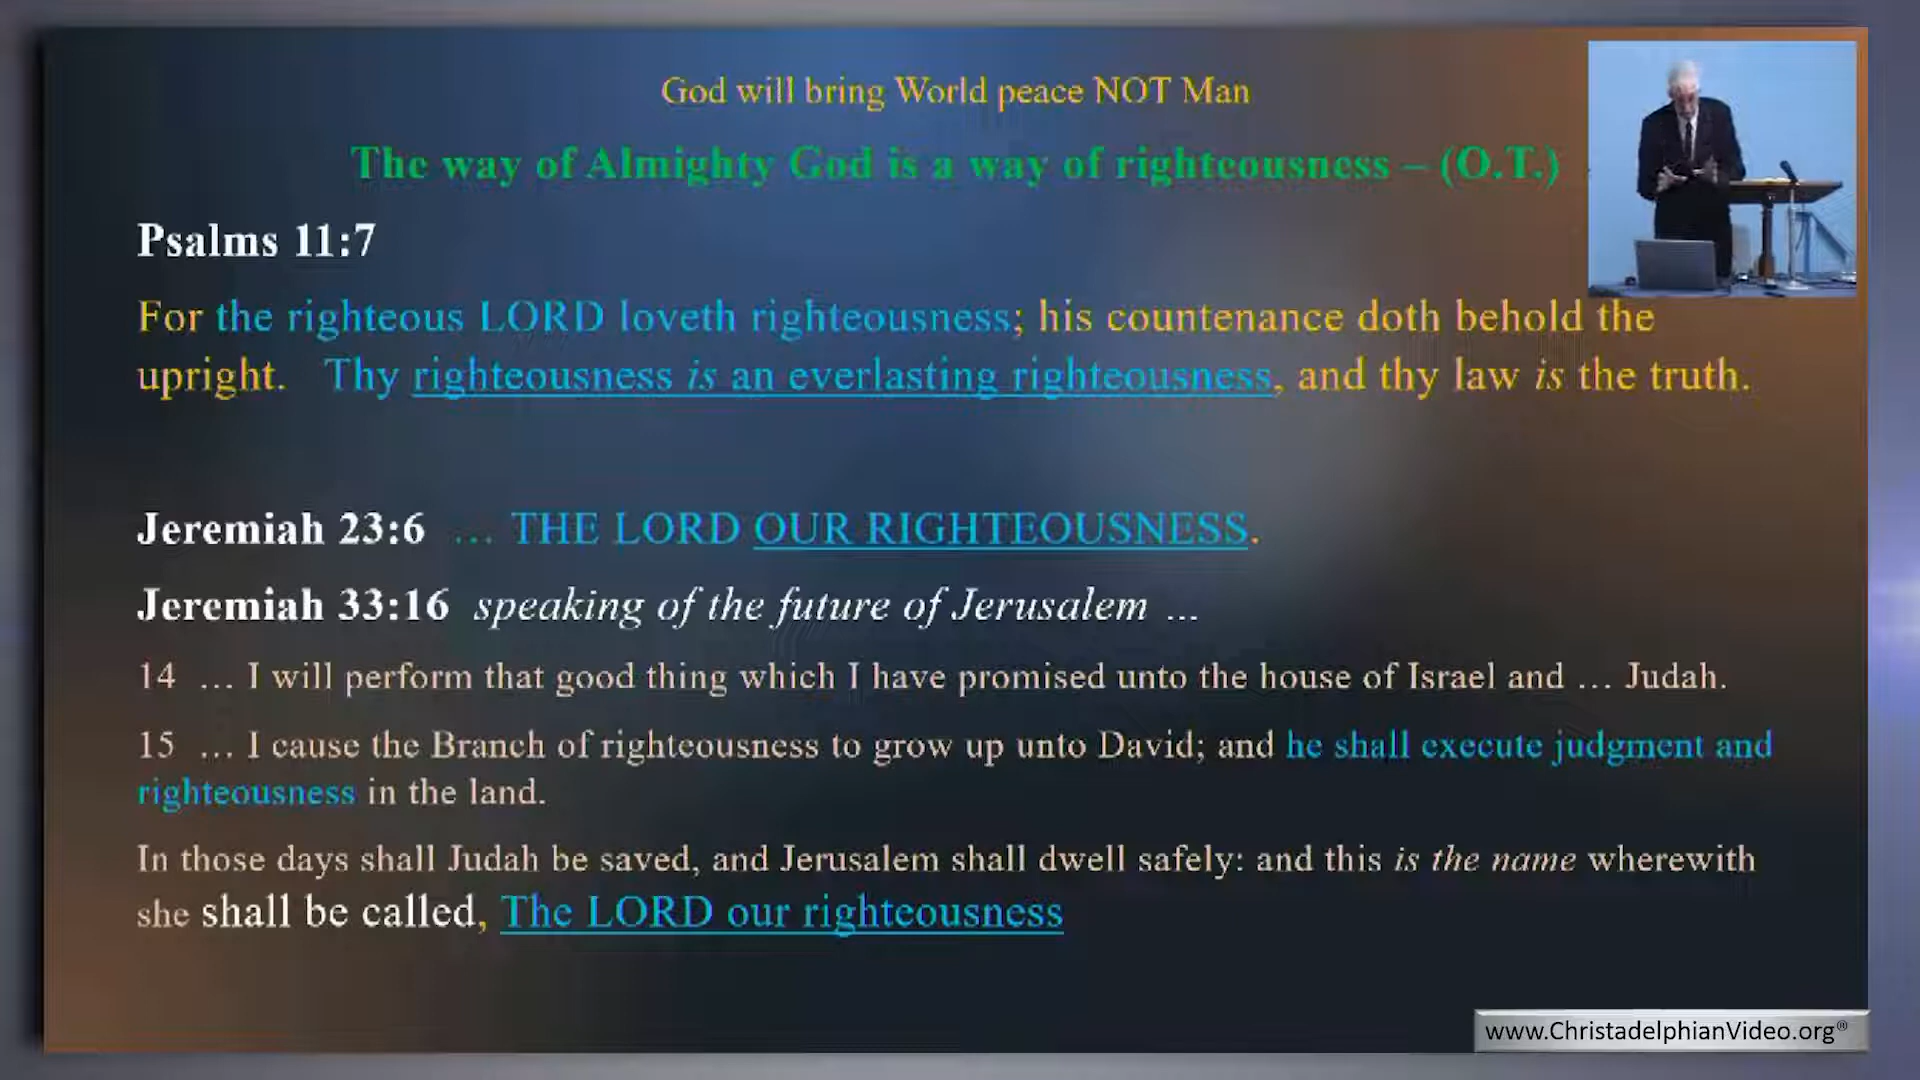 God will bring World peace NOT Man
The way of Almighty God is a way of righteousness – (O.T.)
Psalms 11:7
For the righteous LORD loveth righteousness; his countenance doth behold the
upright. Thy righteousness is an everlasting righteousness, and thy law is the truth.
Jeremiah 23:6 … THE LORD OUR RIGHTEOUSNESS.
Jeremiah 33:16 speaking of the future of Jerusalem …
14 … I will perform that good thing which I have promised unto the house of Israel and … Judah.
15 … I cause the Branch of righteousness to grow up unto David; and he shall execute judgment and
righteousness in the land.
In those days shall Judah be saved, and Jerusalem shall dwell safely: and this is the name wherewith
she shall be called, The LORD our righteousness
www.ChristadelphianVideo.org®